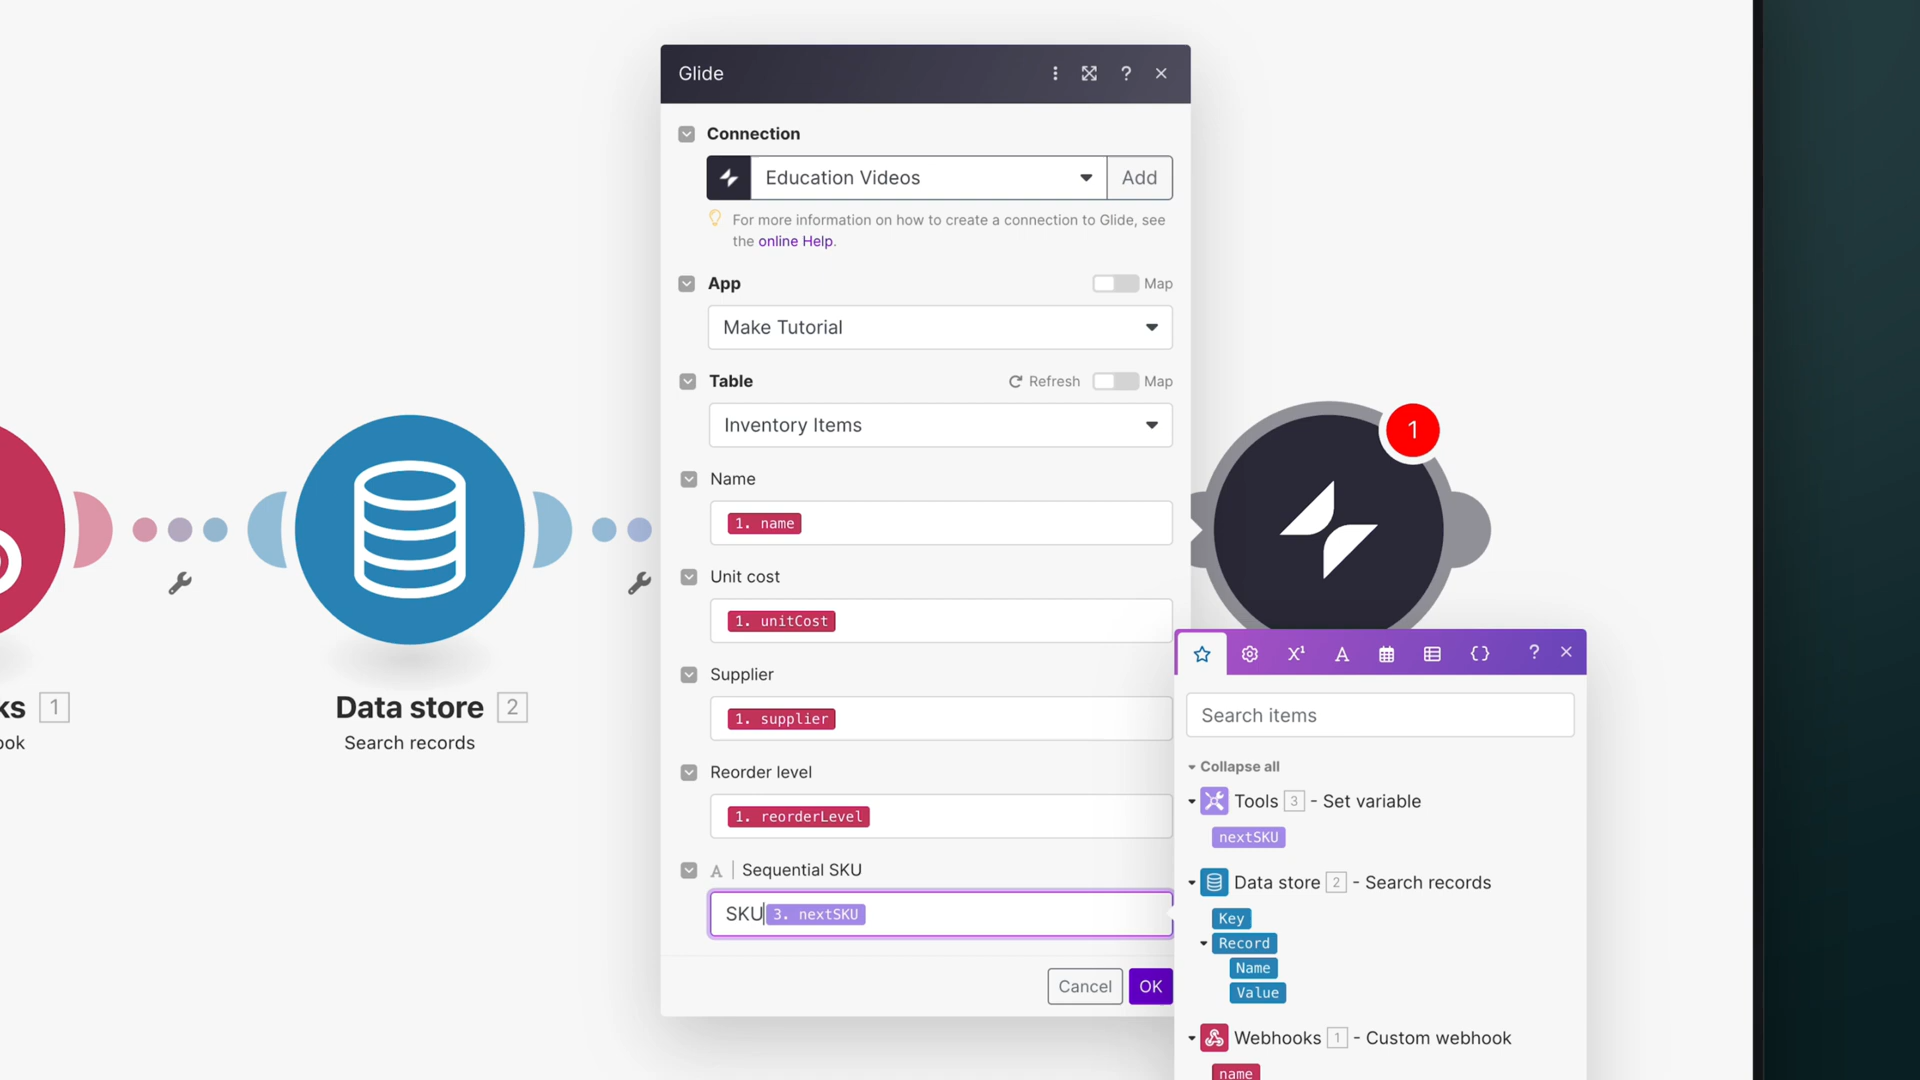 Glide
?
Connection
Education Videos
Add
For more information on how to create a connection to Glide, see
the online Help.
App
Map
Make Tutorial
Table
Refresh
Map
Inventory Items
Name
1. name
Unit cost
1. unitCost
Supplier
1. supplier
Reorder level
1. reorderLevel
A | Sequential SKU
SKU 3. nextSKU
Cancel
OK
ks 1
ook
Data store 2
Search records
1
X¹
A
{}
?
Search items
Collapse all
Tools 3 - Set variable
nextSKU
Data store 2 - Search records
Key
Record
Name
Value
Webhooks 1 - Custom webhook
name